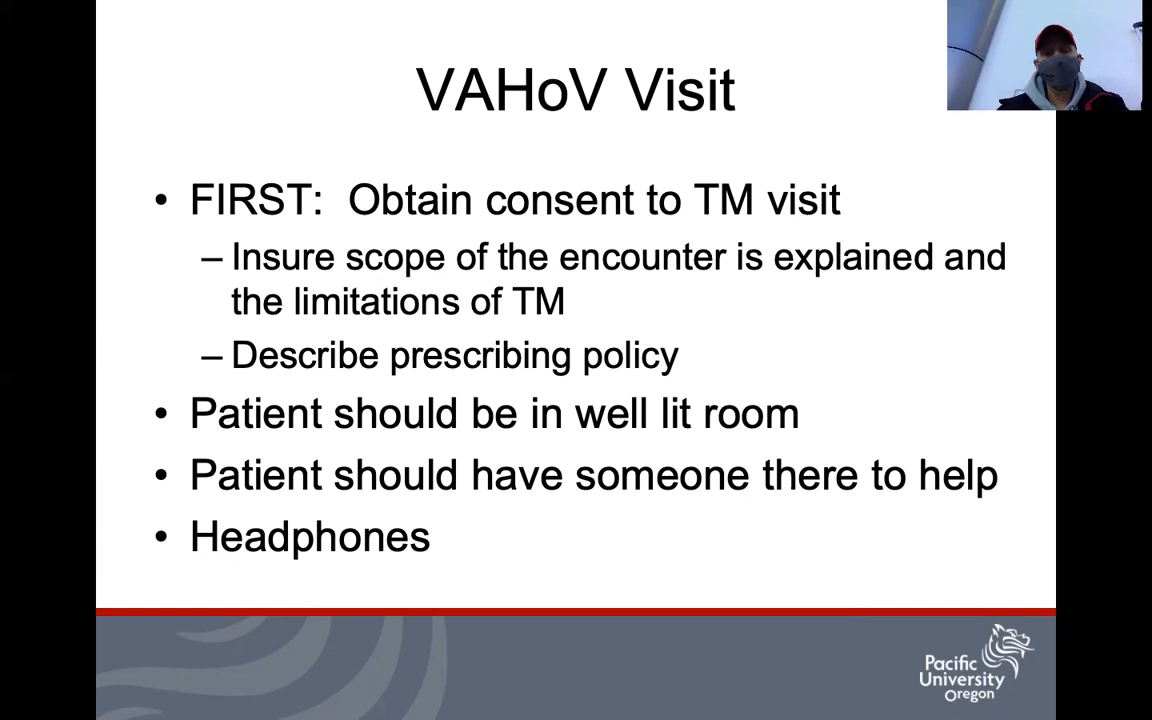 VAHoV Visit
• FIRST:  Obtain consent to TM visit
– Insure scope of the encounter is explained and
the limitations of TM
– Describe prescribing policy
• Patient should be in well lit room
• Patient should have someone there to help
• Headphones
Pacific
University
Oregon